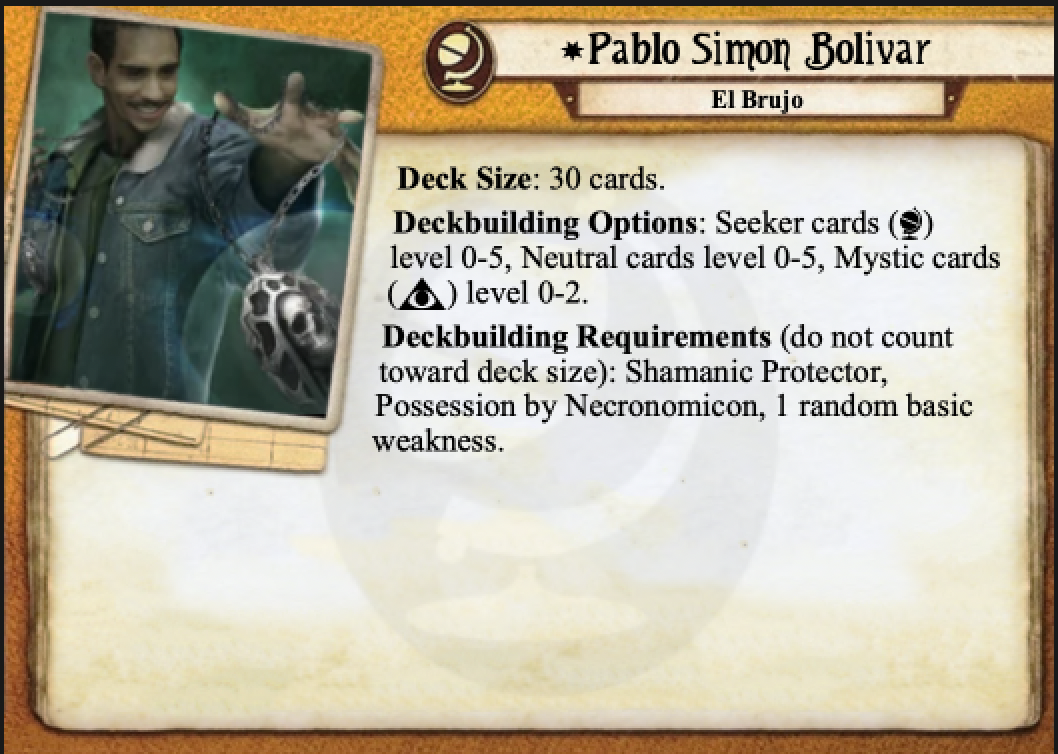 ✷Pablo Simon Bolivar
El Brujo
Deck Size: 30 cards.
Deckbuilding Options: Seeker cards ()
level 0-5, Neutral cards level 0-5, Mystic cards
() level 0-2.
Deckbuilding Requirements (do not count
toward deck size): Shamanic Protector,
Possession by Necronomicon, 1 random basic
weakness.